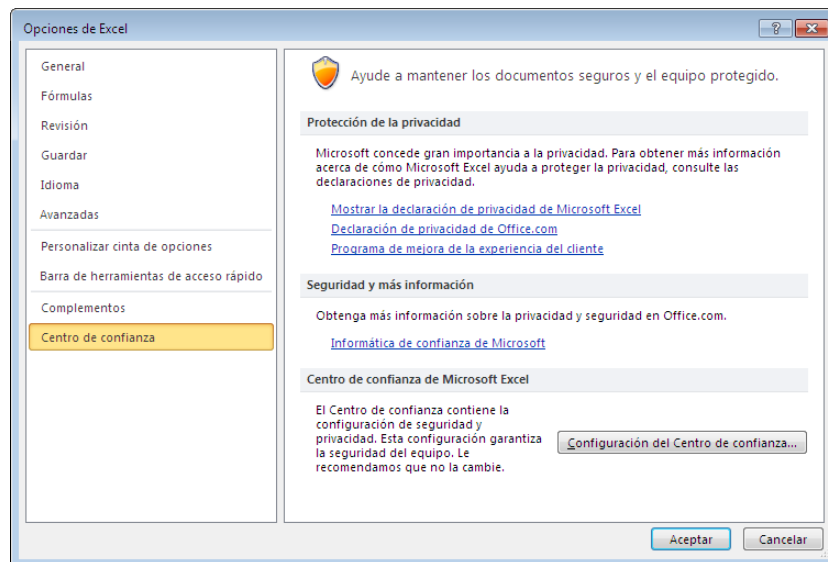 Opciones de Excel
General
Fórmulas
Revisión
Guardar
Idioma
Avanzadas
Personalizar cinta de opciones
Barra de herramientas de acceso rápido
Complementos
Centro de confianza
Ayude a mantener los documentos seguros y el equipo protegido.
Protección de la privacidad
Microsoft concede gran importancia a la privacidad. Para obtener más información
acerca de cómo Microsoft Excel ayuda a proteger la privacidad, consulte las
declaraciones de privacidad.
Mostrar la declaración de privacidad de Microsoft Excel
Declaración de privacidad de Office.com
Programa de mejora de la experiencia del cliente
Seguridad y más información
Obtenga más información sobre la privacidad y seguridad en Office.com.
Informática de confianza de Microsoft
Centro de confianza de Microsoft Excel
El Centro de confianza contiene la
configuración de seguridad y
privacidad. Esta configuración garantiza
la seguridad del equipo. Le
recomendamos que no la cambie.
Configuración del Centro de confianza...
Aceptar
Cancelar